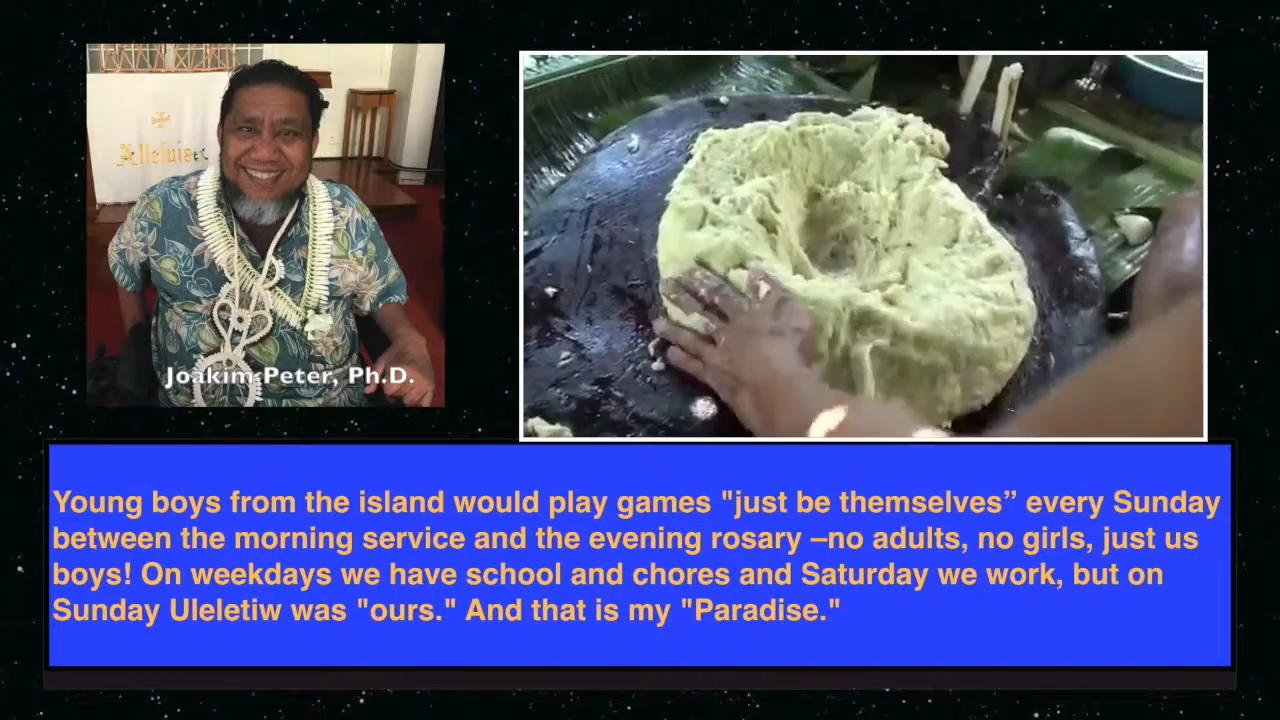 Alleluia
Joakim Peter, Ph.D.
Young boys from the island would play games "just be themselves” every Sunday
between the morning service and the evening rosary –no adults, no girls, just us
boys! On weekdays we have school and chores and Saturday we work, but on
Sunday Uleletiw was "ours." And that is my "Paradise."